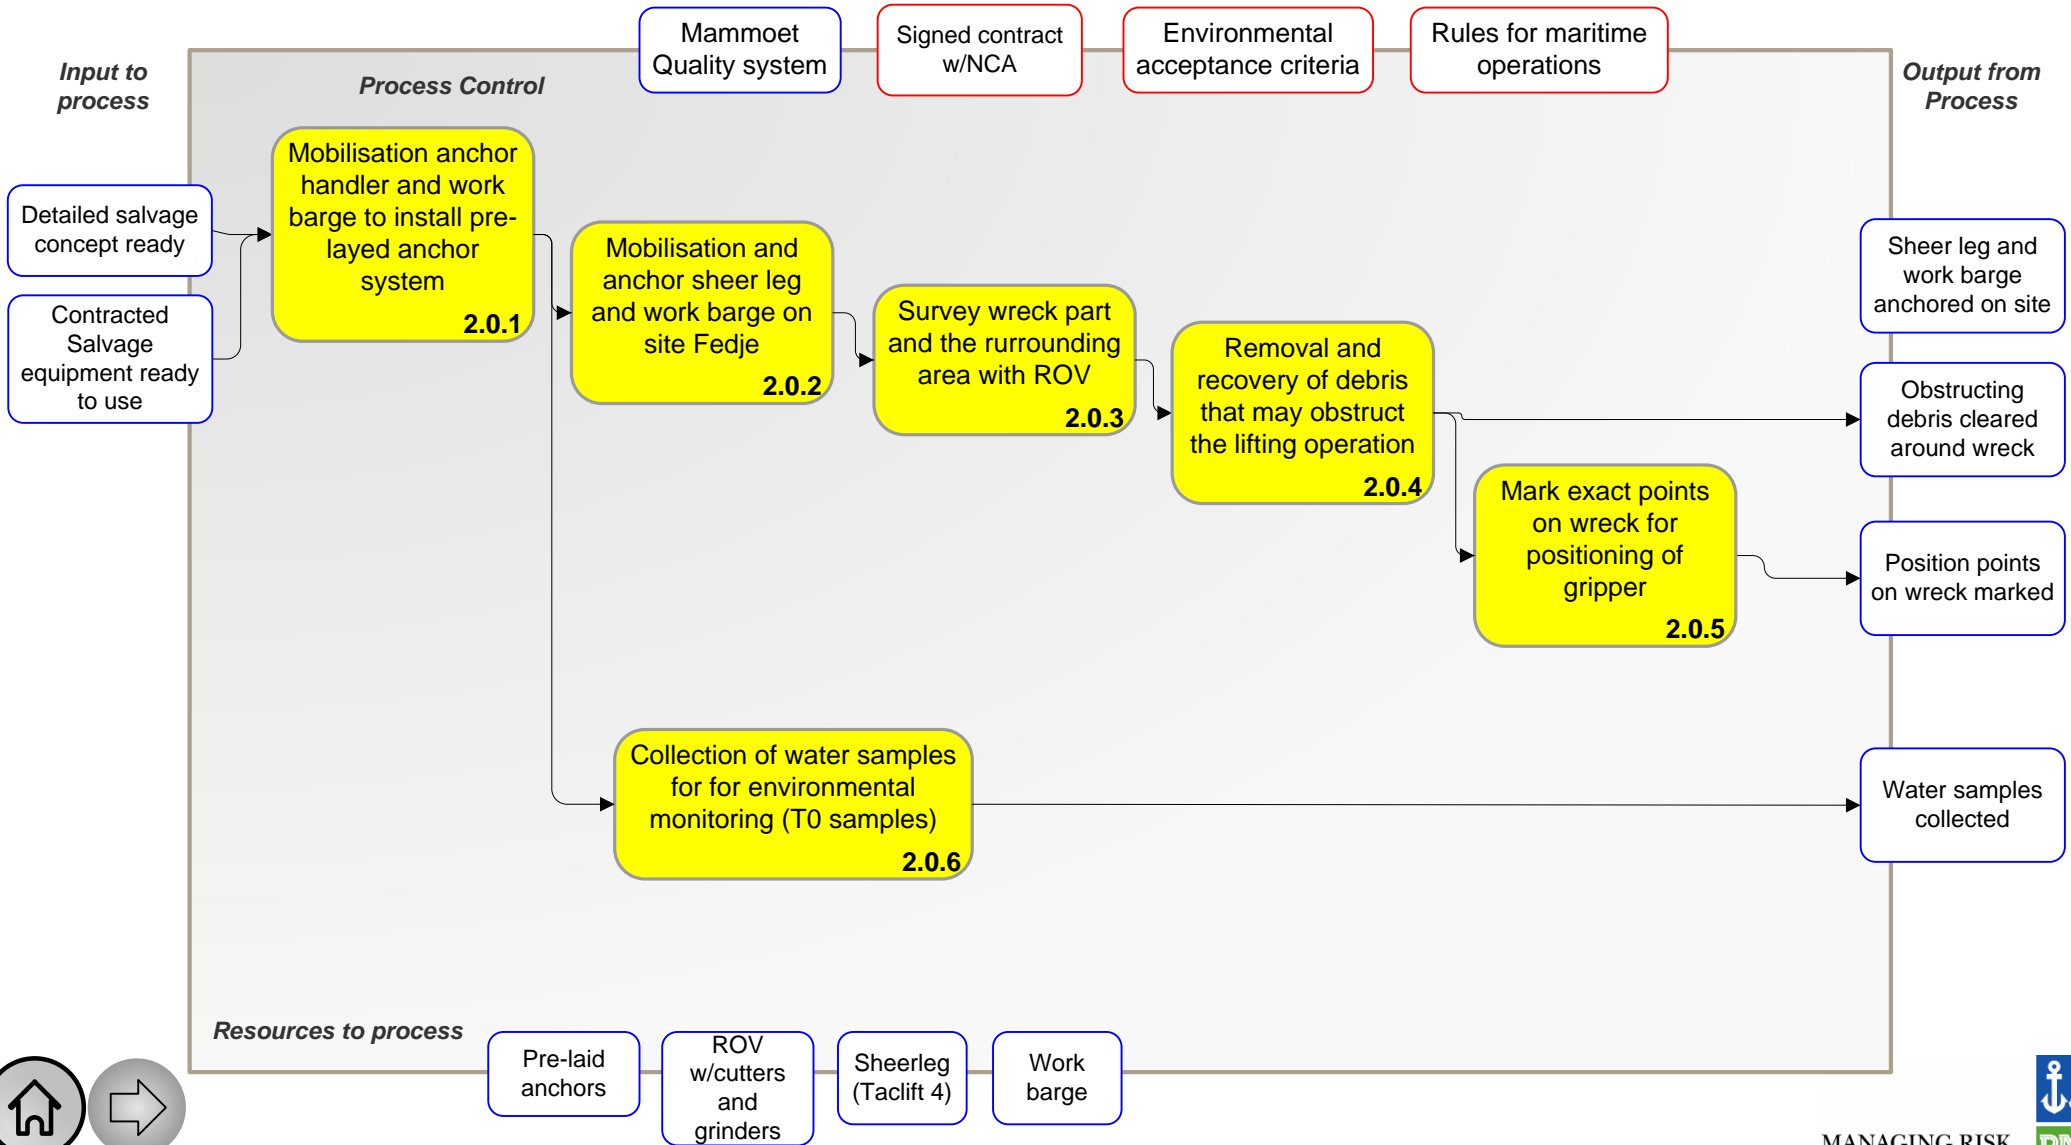 Mammoet
Quality system
Signed contract
w/NCA
Environmental
acceptance criteria
Rules for maritime
operations
Input to
process
Process Control
Output from
Process
Detailed salvage
concept ready
Contracted
Salvage
equipment ready
to use
Mobilisation anchor
handler and work
barge to install pre-
layed anchor
system
2.0.1
Mobilisation and
anchor sheer leg
and work barge on
site Fedje
2.0.2
Survey wreck part
and the rurrounding
area with ROV
2.0.3
Removal and
recovery of debris
that may obstruct
the lifting operation
2.0.4
Mark exact points
on wreck for
positioning of
gripper
2.0.5
Collection of water samples
for for environmental
monitoring (T0 samples)
2.0.6
Sheer leg and
work barge
anchored on site
Obstructing
debris cleared
around wreck
Position points
on wreck marked
Water samples
collected
Resources to process
Pre-laid
anchors
ROV
w/cutters
and
grinders
Sheerleg
(Taclift 4)
Work
barge
MANAGING RISK